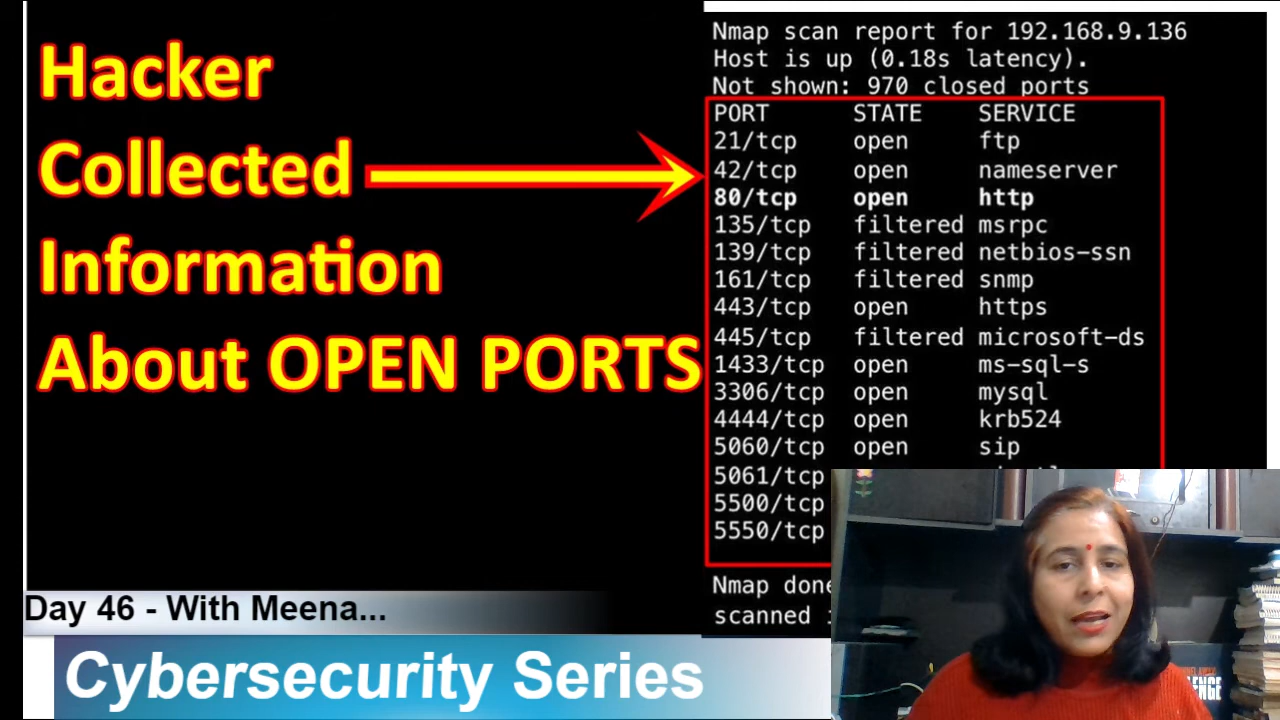 Hacker
Collected
Information
About OPEN PORTS
Nmap scan report for 192.168.9.136
Host is up (0.18s latency).
Not shown: 970 closed ports
PORT STATE SERVICE
21/tcp open ftp
42/tcp open nameserver
80/tcp open http
135/tcp filtered msrpc
139/tcp filtered netbios-ssn
161/tcp filtered snmp
443/tcp open https
445/tcp filtered microsoft-ds
1433/tcp open ms-sql-s
3306/tcp open mysql
4444/tcp open krb524
5060/tcp open sip
5061/tcp
5500/tcp
5550/tcp
Nmap done
scanned
Day 46 - With Meena...
Cybersecurity Series